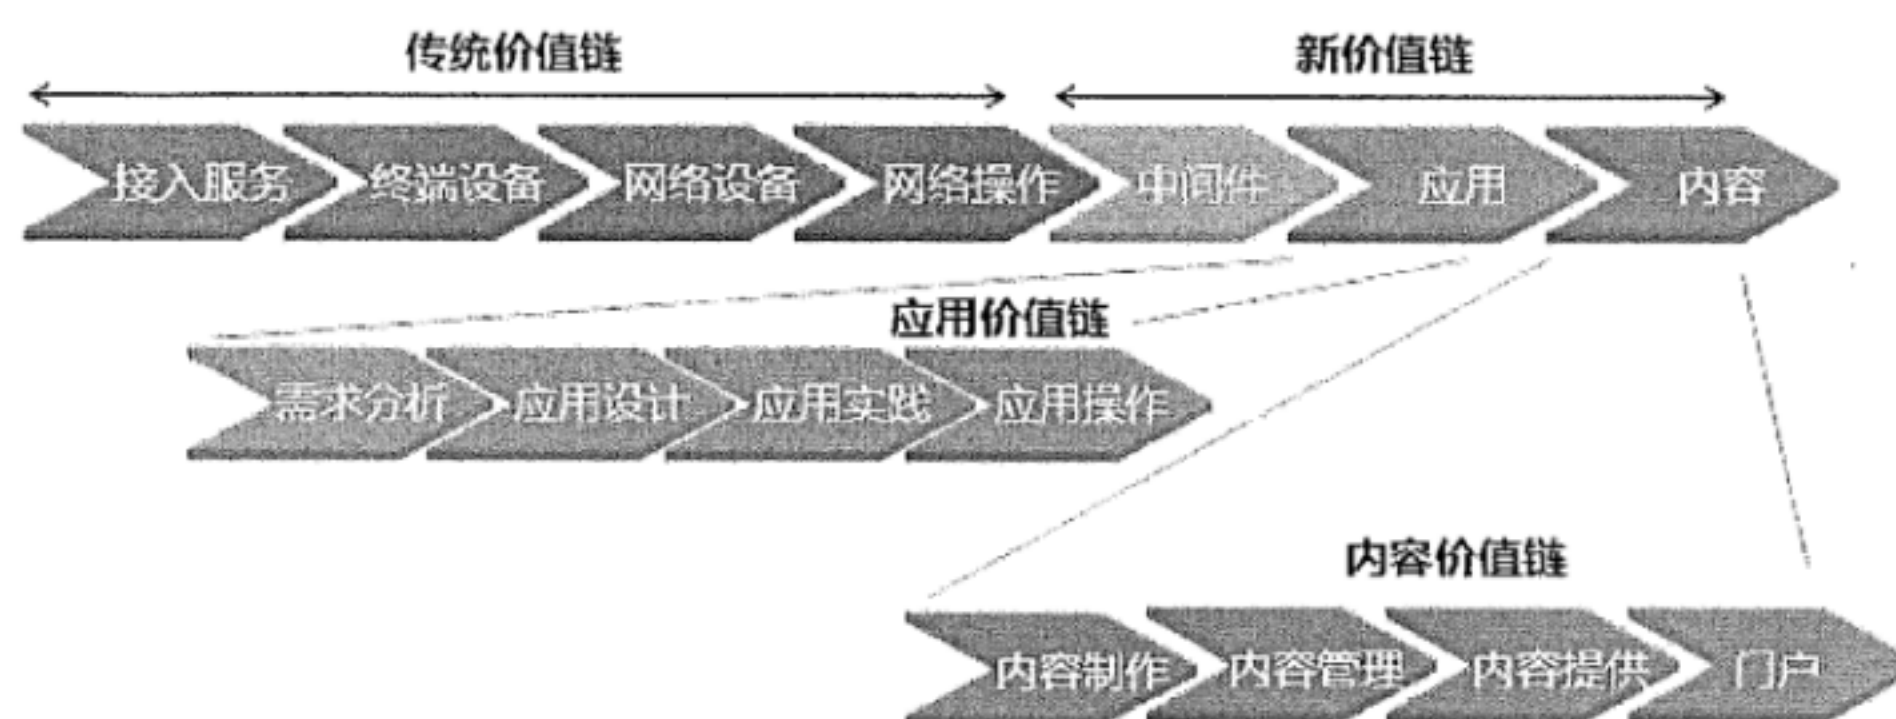 传统价值链 新价值链
接入服务 终端设备 网络设备 网络操作 中间件 应用 内容
应用价值链
需求分析 应用设计 应用实践 应用操作
内容价值链
内容制作 内容管理 内容提供 门户